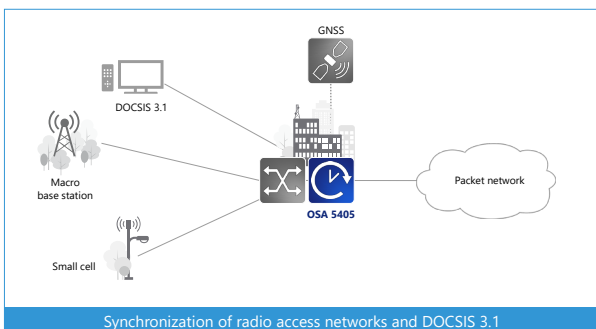 GNSS
DOCSIS 3.1
Macro
base station
OSA 5405
Packet network
Small cell
Synchronization of radio access networks and DOCSIS 3.1